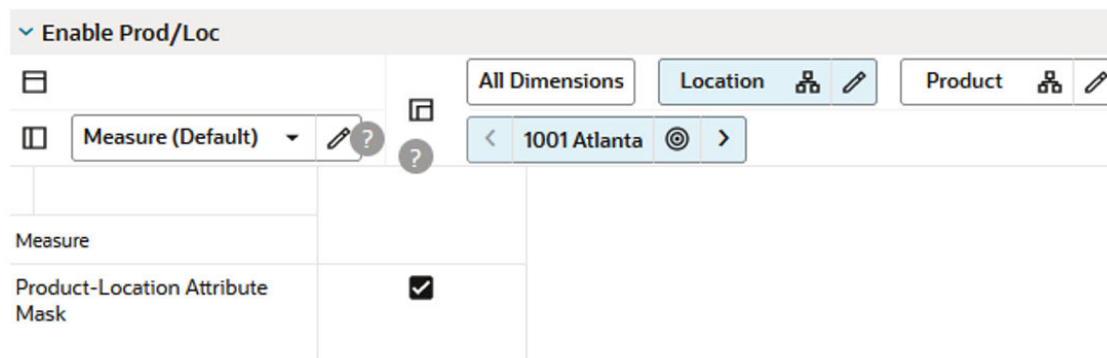 Enable Prod/Loc
All Dimensions
Location
Product
Measure (Default)
?
?
1001 Atlanta
Measure
Product-Location Attribute
Mask